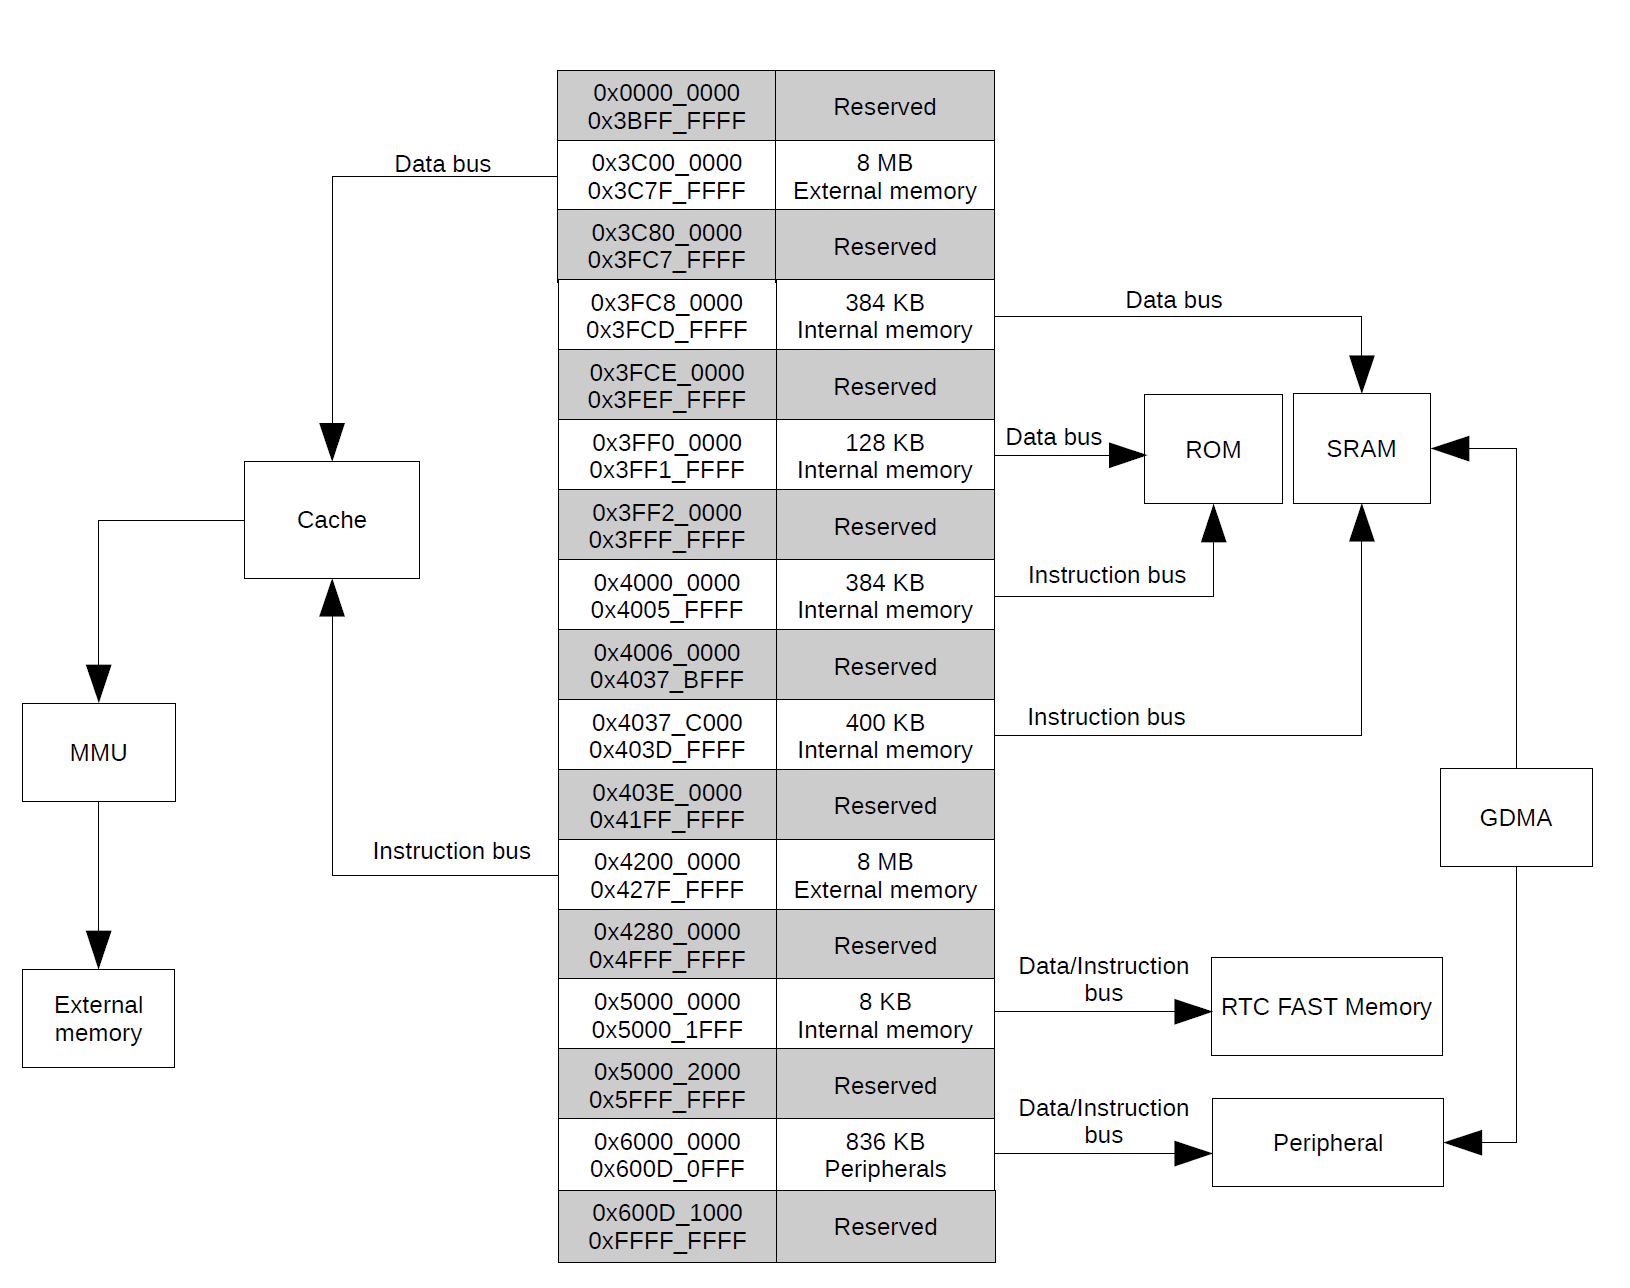 0x0000_0000
0x3BFF_FFFF
Reserved
Data bus
0x3C00_0000
0x3C7F_FFFF
8 MB
External memory
0x3C80_0000
0x3FC7_FFFF
Reserved
0x3FC8_0000
0x3FCD_FFFF
384 KB
Internal memory
Data bus
0x3FCE_0000
0x3FEF_FFFF
Reserved
0x3FF0_0000
0x3FF1_FFFF
128 KB
Internal memory
Data bus
ROM
SRAM
Cache
0x3FF2_0000
0x3FFF_FFFF
Reserved
0x4000_0000
0x4005_FFFF
384 KB
Internal memory
Instruction bus
0x4006_0000
0x4037_BFFF
Reserved
MMU
0x4037_C000
0x403D_FFFF
400 KB
Internal memory
Instruction bus
0x403E_0000
0x41FF_FFFF
Reserved
GDMA
Instruction bus
0x4200_0000
0x427F_FFFF
8 MB
External memory
0x4280_0000
0x4FFF_FFFF
Reserved
External
memory
0x5000_0000
0x5000_1FFF
8 KB
Internal memory
Data/Instruction
bus
RTC FAST Memory
0x5000_2000
0x5FFF_FFFF
Reserved
0x6000_0000
0x600D_0FFF
836 KB
Peripherals
Data/Instruction
bus
Peripheral
0x600D_1000
0xFFFF_FFFF
Reserved